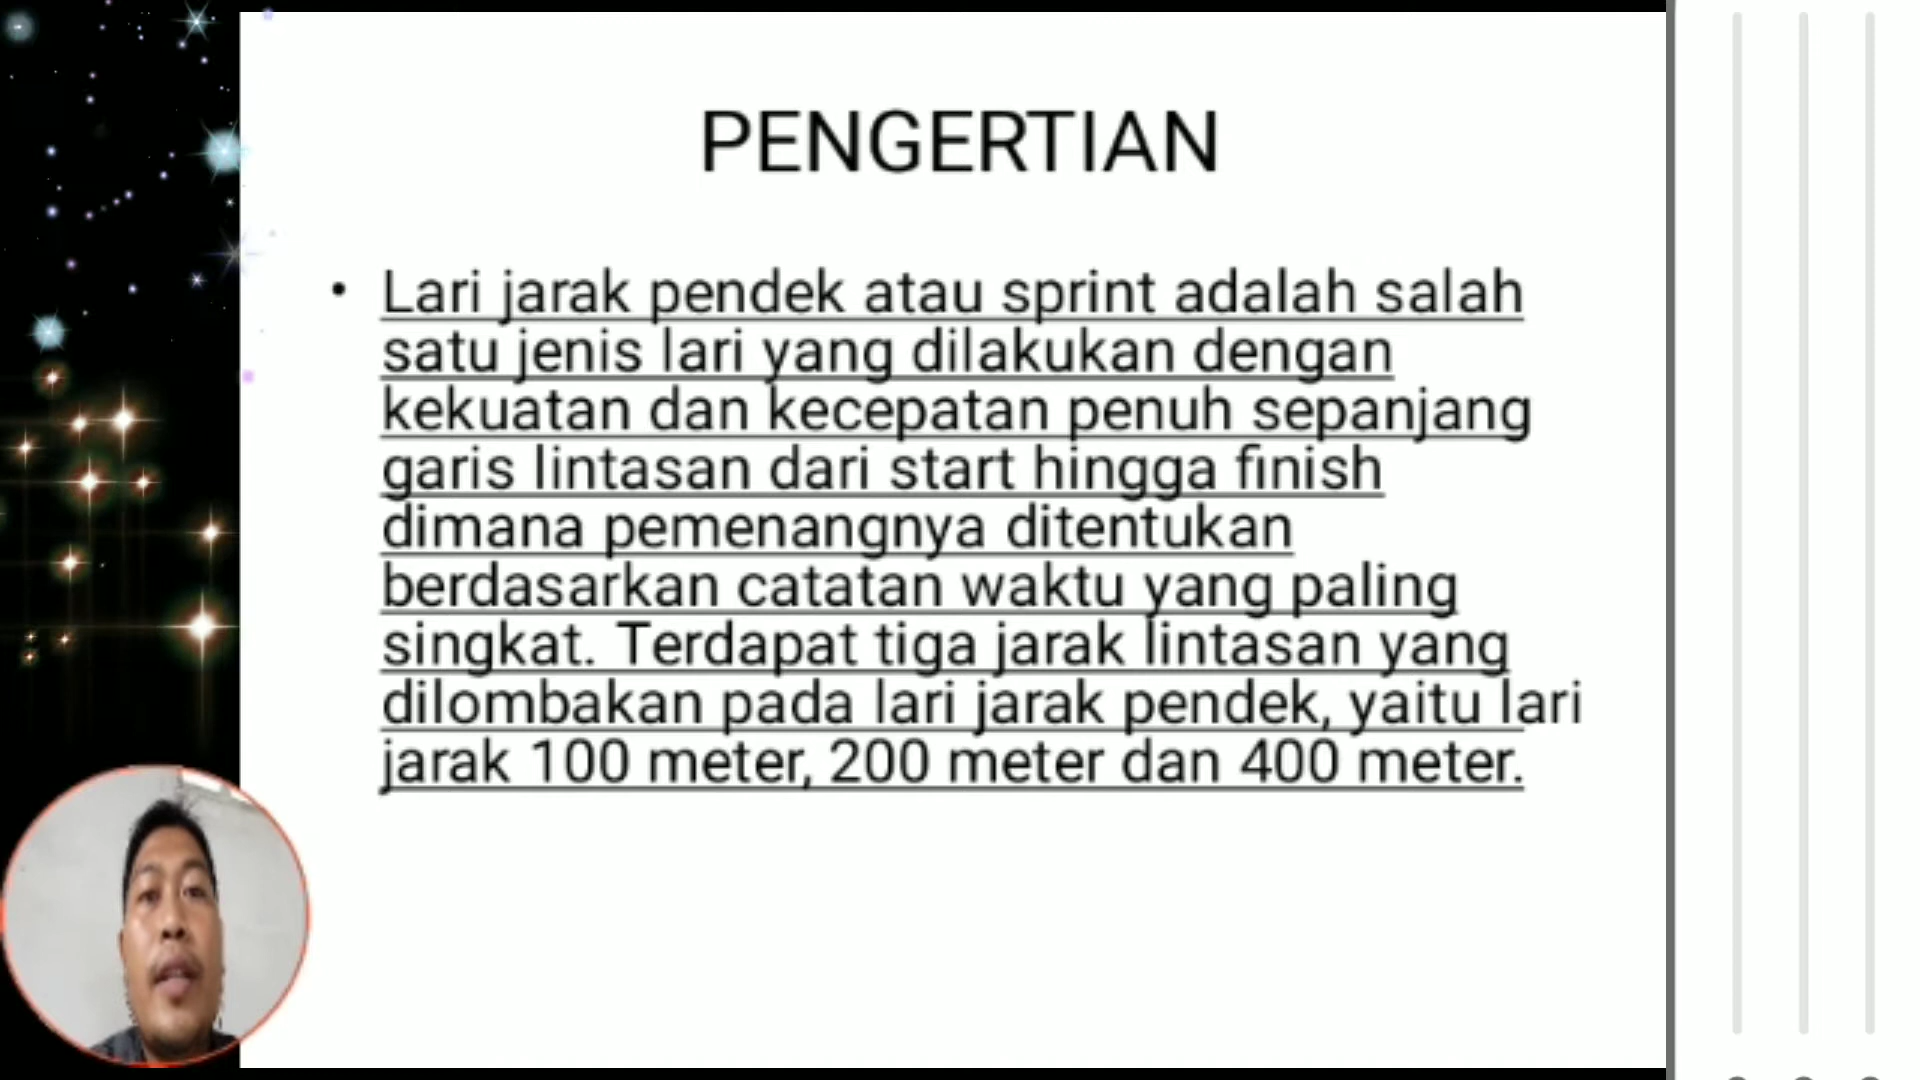 PENGERTIAN
• Lari jarak pendek atau sprint adalah salah
satu jenis lari yang dilakukan dengan
kekuatan dan kecepatan penuh sepanjang
garis lintasan dari start hingga finish
dimana pemenangnya ditentukan
berdasarkan catatan waktu yang paling
singkat. Terdapat tiga jarak lintasan yang
dilombakan pada lari jarak pendek, yaitu lari
jarak 100 meter, 200 meter dan 400 meter.